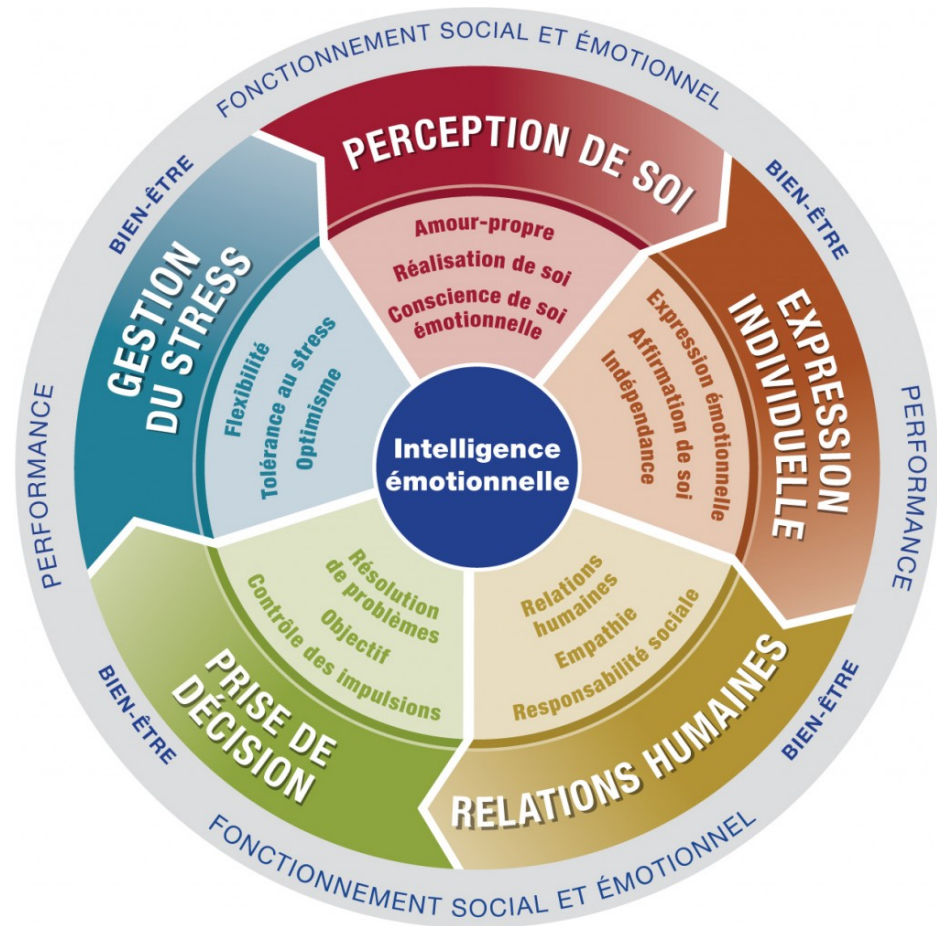 FONCTIONNEMENT SOCIAL ET ÉMOTIONNEL
BIEN-ÊTRE
BIEN-ÊTRE
PERFORMANCE
PERFORMANCE
BIEN-ÊTRE
BIEN-ÊTRE
FONCTIONNEMENT SOCIAL ET ÉMOTIONNEL
PERCEPTION DE SOI
Amour-propre
Réalisation de soi
Conscience de soi
émotionnelle
EXPRESSION
INDIVIDUELLE
Expression émotionnelle
Affirmation de soi
Indépendance
RELATIONS HUMAINES
Relations
humaines
Empathie
Responsabilité sociale
PRISE DE
DÉCISION
Résolution
de problèmes
Objectif
Contrôle des impulsions
GESTION
DU STRESS
Flexibilité
Tolérance au stress
Optimisme
Intelligence
émotionnelle